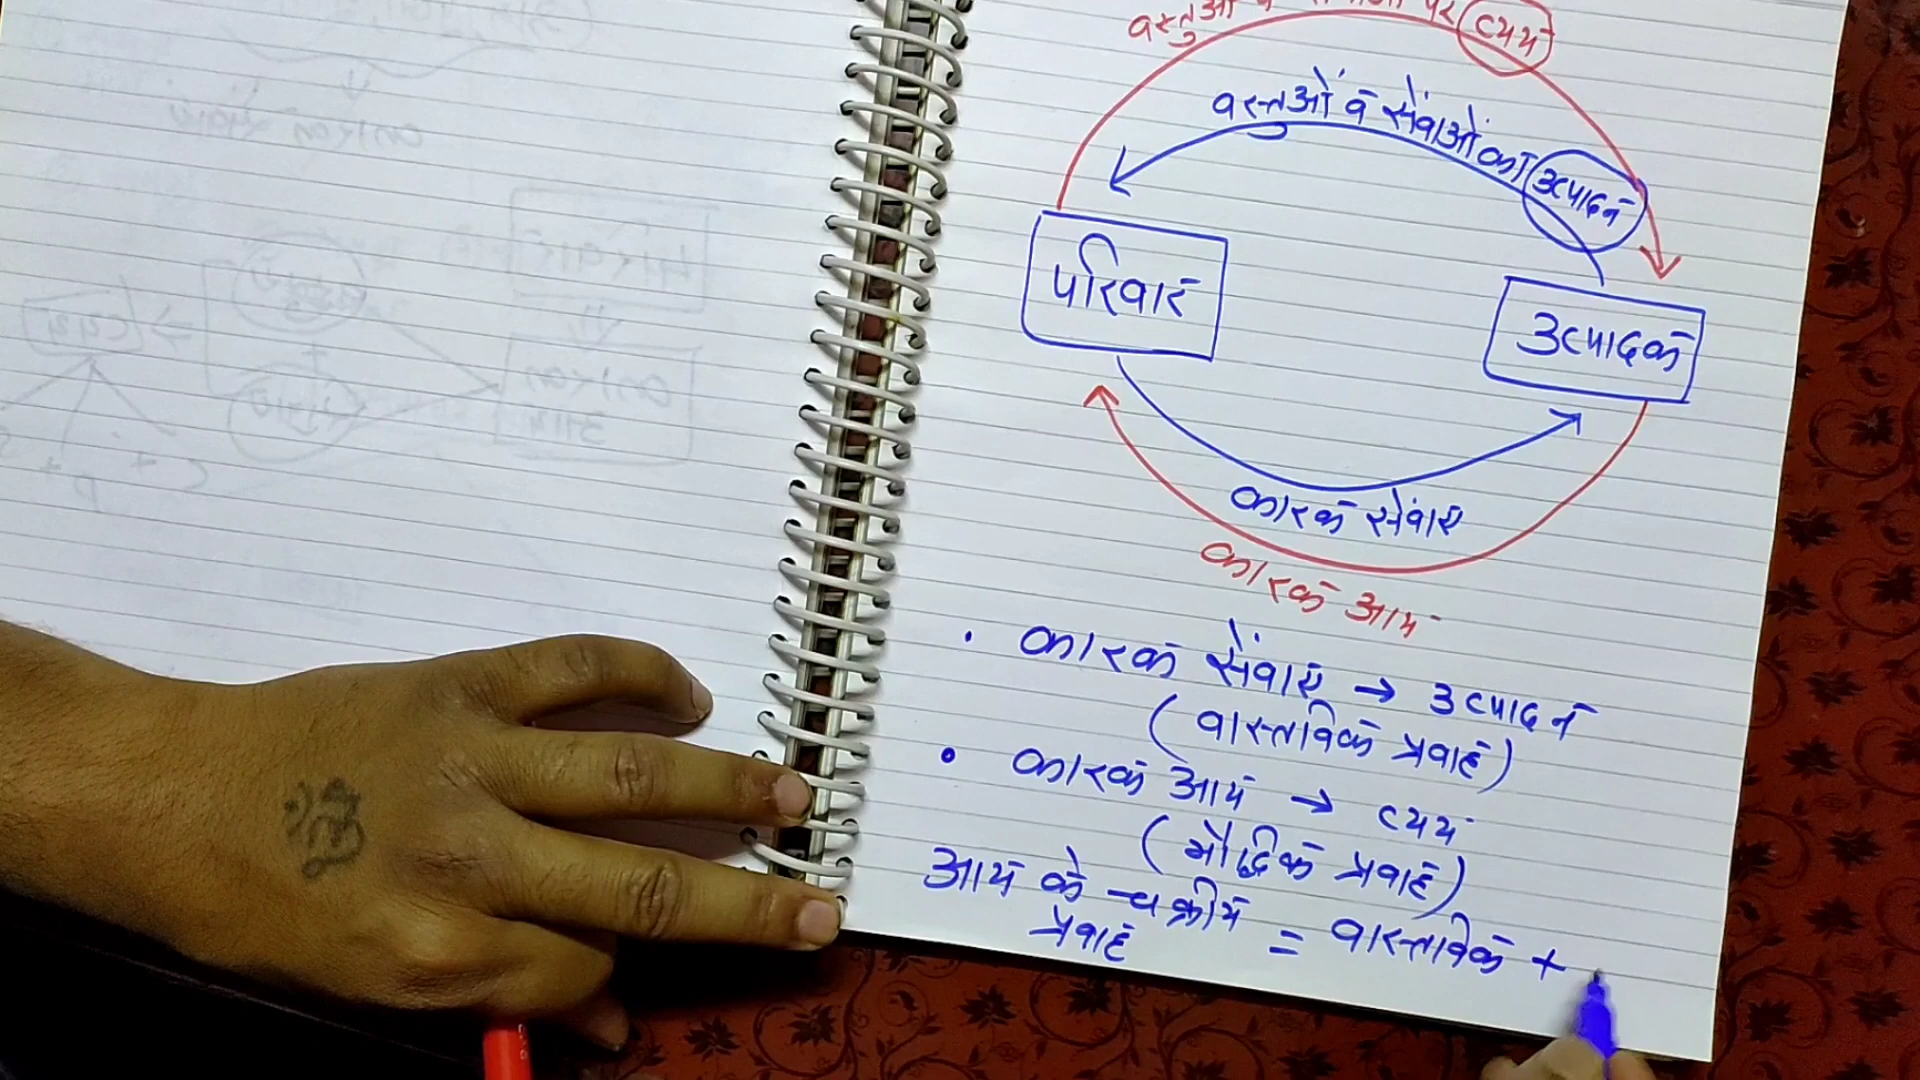 वस्तुओं व सेवाओं पर व्यय
वस्तुओं व सेवाओं का उत्पादन
परिवार
उत्पादक
कारक सेवाएं
कारक आय
• कारक सेवाएं → उत्पादन
(वास्तविक प्रवाह)
• कारक आय → व्यय
(मौद्रिक प्रवाह)
आय के चक्रीय
प्रवाह = वास्तविक +